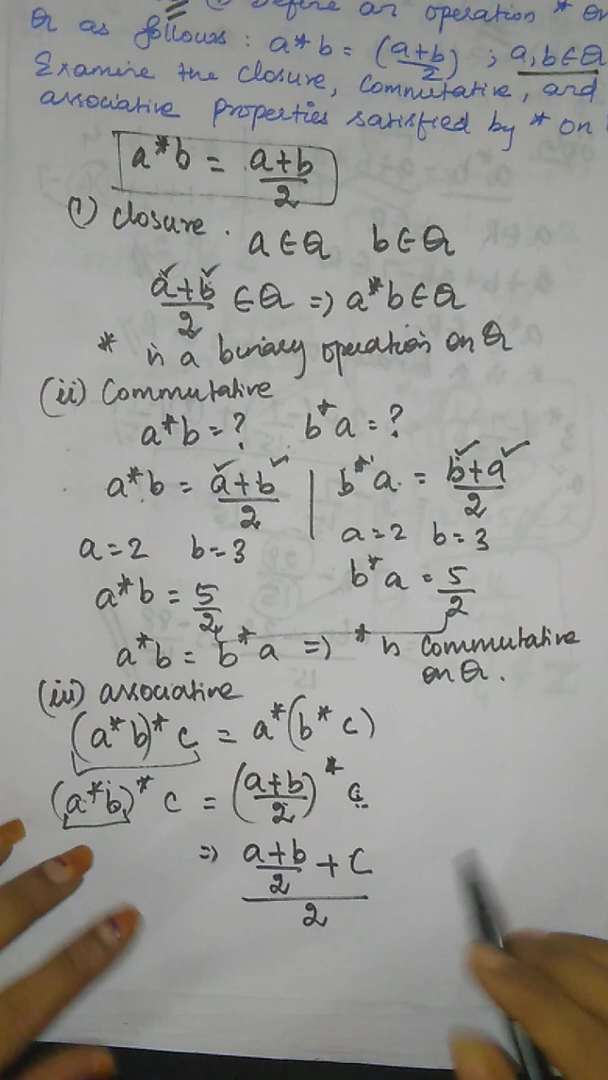 Define an operation *
Q as follows: a*b = (a+b/2) ; a,b∈Q
Examine the closure, Commutative, and
associative properties satisfied by * on
a*b = a+b/2
(i) closure. a∈Q b∈Q
a+b/2 ∈Q => a*b∈Q
* is a binary operation on Q
(ii) Commutative
a*b=? b*a=?
a*b = a+b/2 | b*a = b+a/2
a=2 b=3 a=2 b=3
a*b = 5/2 b*a = 5/2
a*b = b*a => * is Commutative
on Q.
(iii) associative
(a*b)*c = a*(b*c)
(a*b)*c = (a+b/2)*c
=> a+b/2 + c
2